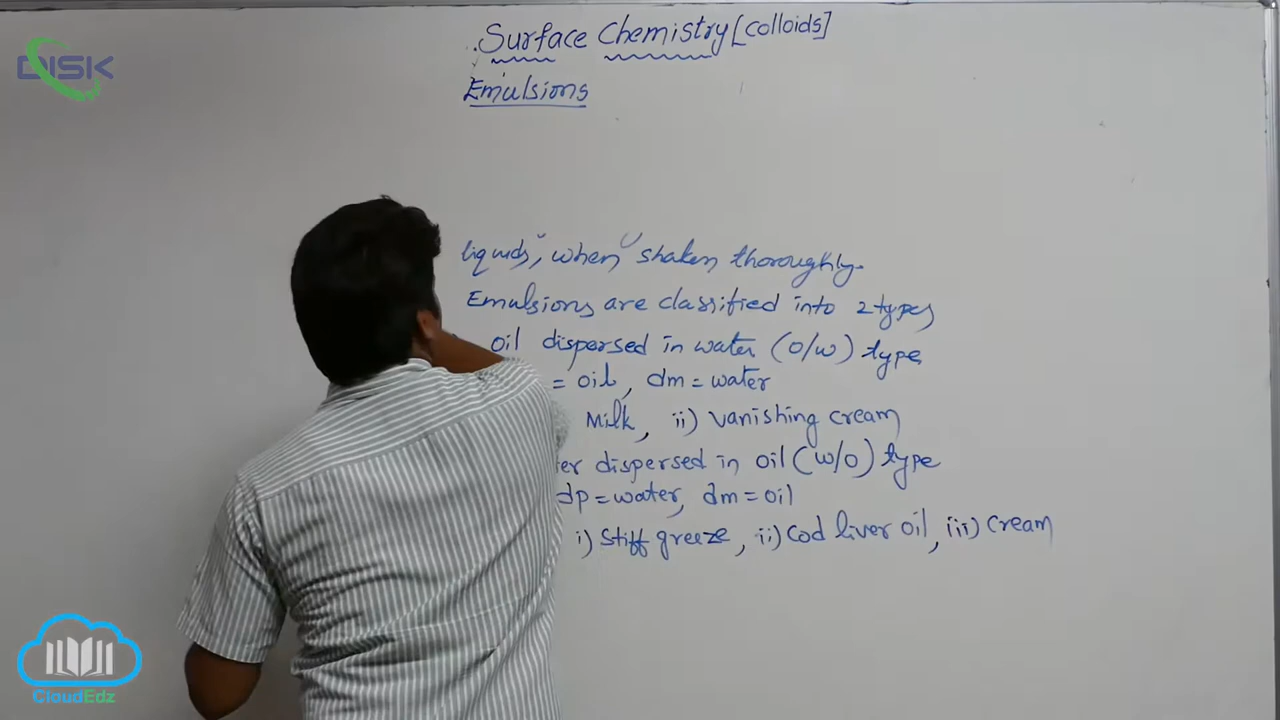 DISK
Surface Chemistry [colloids]
Emulsions
liquids, when shaken thoroughly.
Emulsions are classified into 2 types
oil dispersed in water (O/W) type
= oil, dm = water
Milk, ii) vanishing cream
er dispersed in oil (W/O) type
dp = water, dm = oil
i) Stiff greeze, ii) Cod liver oil, iii) Cream
CloudEdz